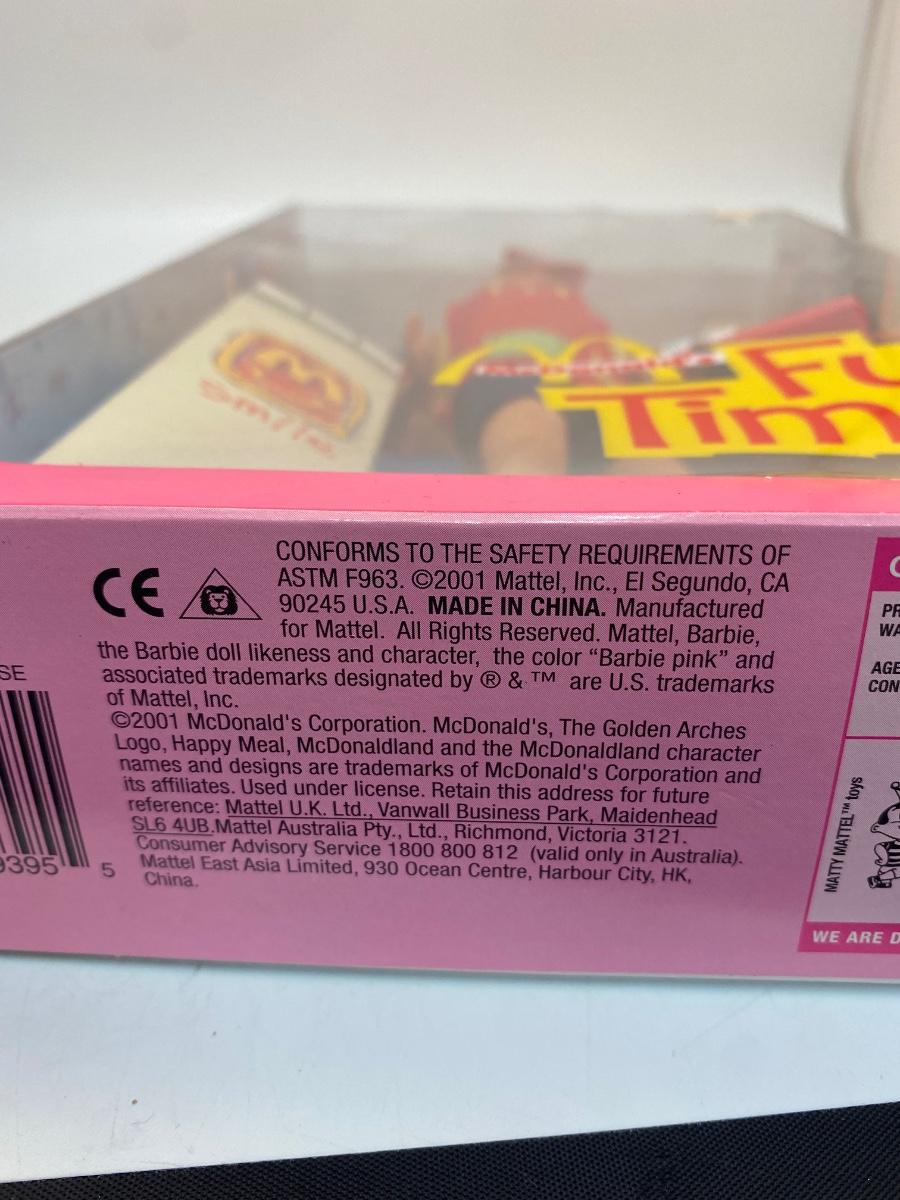 smile
McDonald's
Fu
Tim
CE
CONFORMS TO THE SAFETY REQUIREMENTS OF
ASTM F963. ©2001 Mattel, Inc., El Segundo, CA
90245 U.S.A. MADE IN CHINA. Manufactured
for Mattel. All Rights Reserved. Mattel, Barbie,
the Barbie doll likeness and character, the color “Barbie pink” and
associated trademarks designated by ® & ™ are U.S. trademarks
of Mattel, Inc.
©2001 McDonald's Corporation. McDonald's, The Golden Arches
Logo, Happy Meal, McDonaldland and the McDonaldland character
names and designs are trademarks of McDonald's Corporation and
its affiliates. Used under license. Retain this address for future
reference: Mattel U.K. Ltd., Vanwall Business Park, Maidenhead
SL6 4UB.Mattel Australia Pty., Ltd., Richmond, Victoria 3121.
Consumer Advisory Service 1800 800 812 (valid only in Australia).
Mattel East Asia Limited, 930 Ocean Centre, Harbour City, HK,
China.
SE
9395 5
PR
WA
AGE
CON
MATTY MATTEL™ toys
WE ARE D